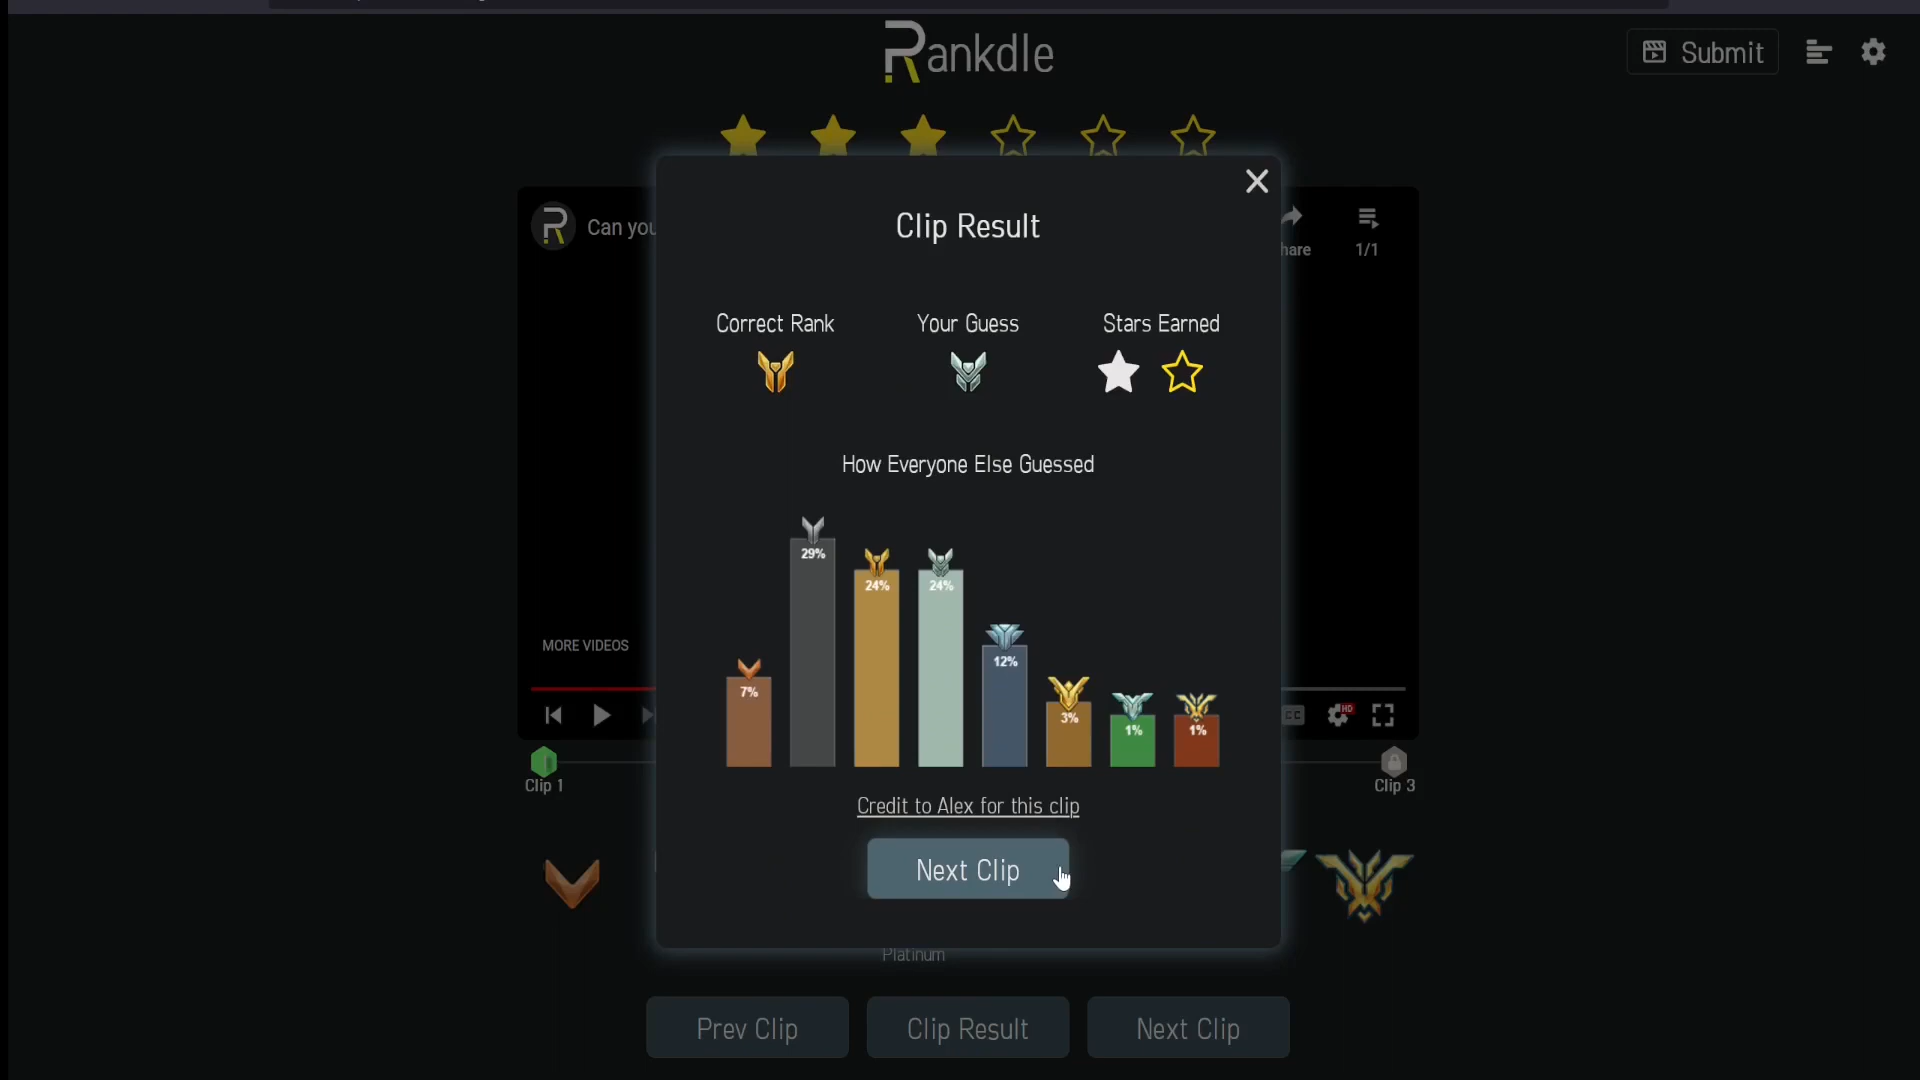 Rankdle
Submit
Can you
hare
1/1
Clip Result
Correct Rank
Your Guess
Stars Earned
How Everyone Else Guessed
7%
29%
24%
24%
12%
3%
1%
1%
MORE VIDEOS
CC
HD
Clip 1
Clip 3
Credit to Alex for this clip
Next Clip
Platinum
Prev Clip
Clip Result
Next Clip